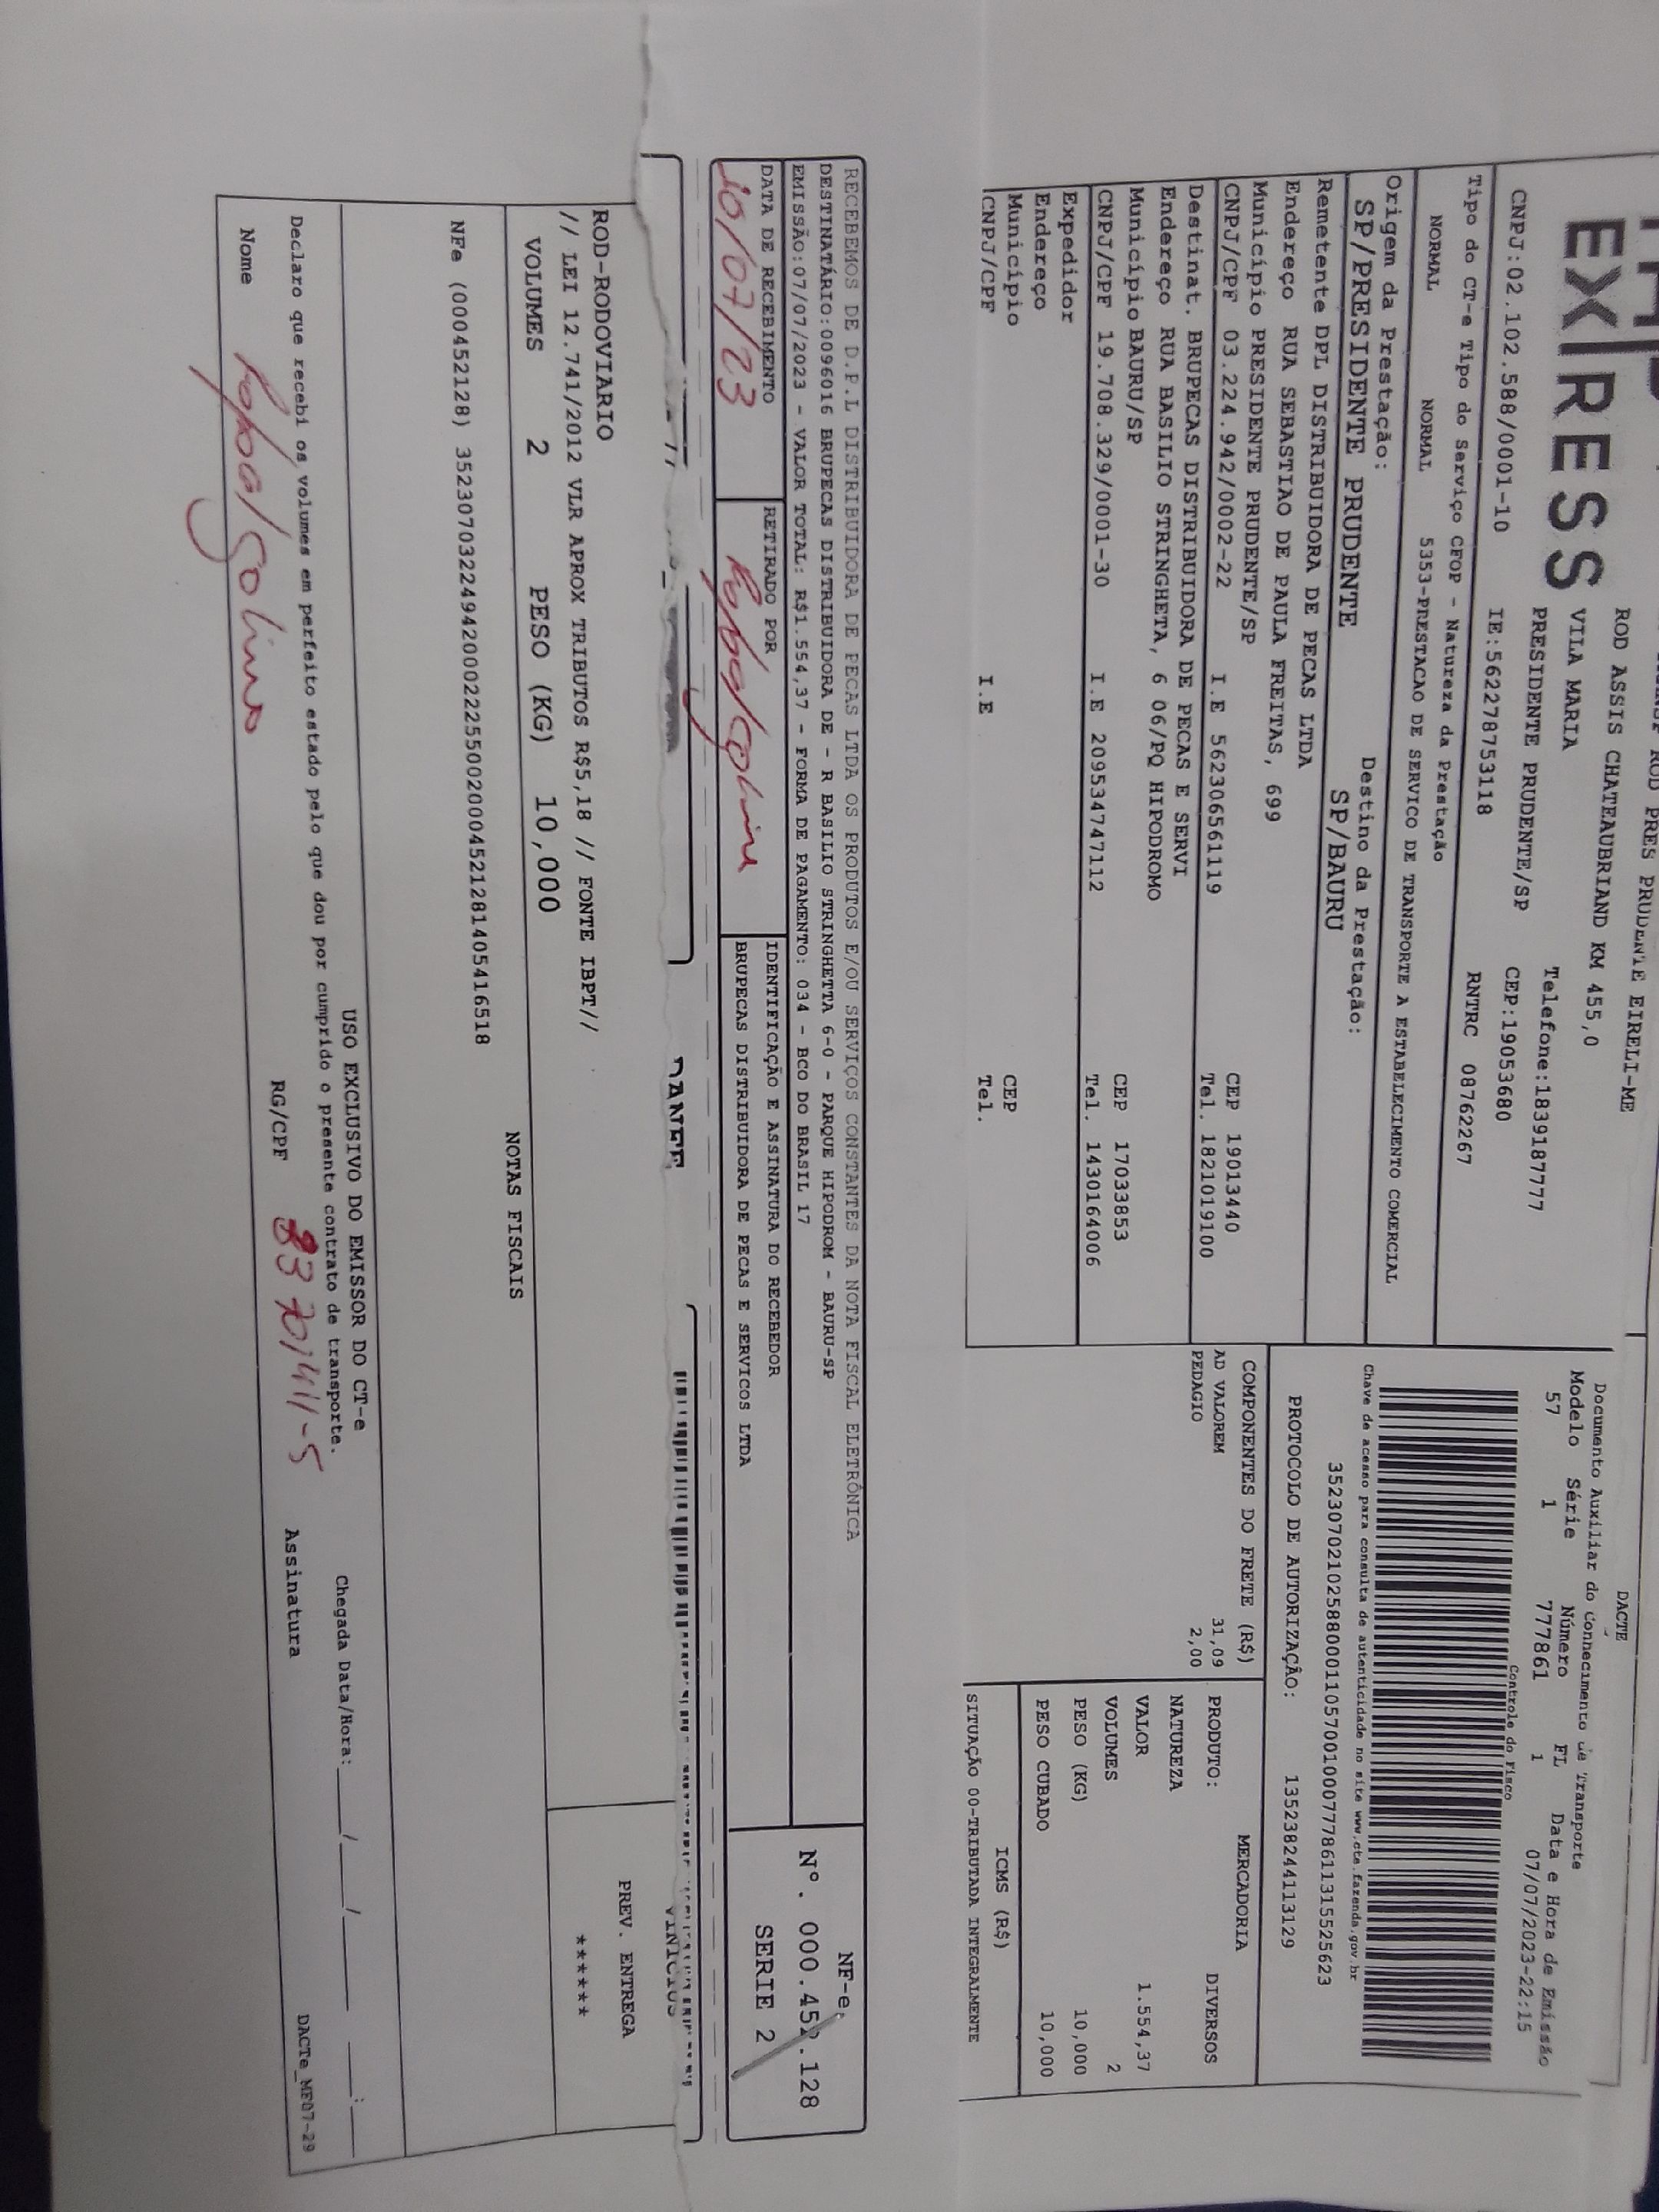 EX RESS
ROD PRES PRUDENTE EIRELI-ME
ROD ASSIS CHATEAUBRIAND KM 455,0
VILA MARIA
PRESIDENTE PRUDENTE/SP Telefone:1839187777
CNPJ:02.102.588/0001-10 IE:562278753118 CEP:19053680
RNTRC 08762267
Tipo do CT-e Tipo do Serviço CFOP - Natureza da Prestação
NORMAL NORMAL 5353-PRESTACAO DE SERVICO DE TRANSPORTE A ESTABELECIMENTO COMERCIAL
Origem da Prestação: Destino da Prestação:
SP/PRESIDENTE PRUDENTE SP/BAURU
Remetente DPL DISTRIBUIDORA DE PECAS LTDA
Endereço RUA SEBASTIAO DE PAULA FREITAS, 699
Município PRESIDENTE PRUDENTE/SP CEP 19013440
CNPJ/CPF 03.224.942/0002-22 I.E 562306561119 Tel. 1821019100
Destinat. BRUPECAS DISTRIBUIDORA DE PECAS E SERVI
Endereço RUA BASILIO STRINGHETA, 6 06/PQ HIPODROMO
Município BAURU/SP CEP 17033853
CNPJ/CPF 19.708.329/0001-30 I.E 209534747112 Tel. 1430164006
Expedidor
Endereço
Município CEP
CNPJ/CPF I.E Tel.
DACTE
Documento Auxiliar do Conhecimento de Transporte
Modelo Série Número FL Data e Hora de Emissão
57 1 777861 1 07/07/2023-22:15
Controle do Fisco
Chave de acesso para consulta de autenticidade no site www.cte.fazenda.gov.br
35230702102588000110570010007778611315525623
PROTOCOLO DE AUTORIZAÇÃO: 135238244113129
COMPONENTES DO FRETE (R$)
AD VALOREM 31,09
PEDAGIO 2,00
MERCADORIA
PRODUTO: DIVERSOS
NATUREZA
VALOR 1.554,37
VOLUMES 2
PESO (KG) 10,000
PESO CUBADO 10,000
ICMS (R$)
SITUAÇÃO 00-TRIBUTADA INTEGRALMENTE
RECEBEMOS DE D.P.L DISTRIBUIDORA DE PECAS LTDA OS PRODUTOS E/OU SERVIÇOS CONSTANTES DA NOTA FISCAL ELETRÔNICA
DESTINATÁRIO:0096016 BRUPECAS DISTRIBUIDORA DE - R BASILIO STRINGHETTA 6-0 - PARQUE HIPODROM - BAURU-SP
EMISSÃO:07/07/2023 - VALOR TOTAL: R$1.554,37 - FORMA DE PAGAMENTO: 034 - BCO DO BRASIL 17
DATA DE RECEBIMENTO RETIRADO POR IDENTIFICAÇÃO E ASSINATURA DO RECEBEDOR
10/07/23 BRUPECAS DISTRIBUIDORA DE PECAS E SERVICOS LTDA
NF-e
Nº. 000.452.128
SERIE 2
DANFE
VINICIUS
ROD-RODOVIARIO
// LEI 12.741/2012 VLR APROX TRIBUTOS R$5,18 // FONTE IBPT//
VOLUMES 2 PESO (KG) 10,000
PREV. ENTREGA
******
NOTAS FISCAIS
NFe (000452128) 35230703224942000222550020004521281405416518
USO EXCLUSIVO DO EMISSOR DO CT-e
Declaro que recebi os volumes em perfeito estado pelo que dou por cumprido o presente contrato de transporte.
Chegada Data/Hora:____/____/______ ____:____
Nome RG/CPF Assinatura
DACTe_MF07-29